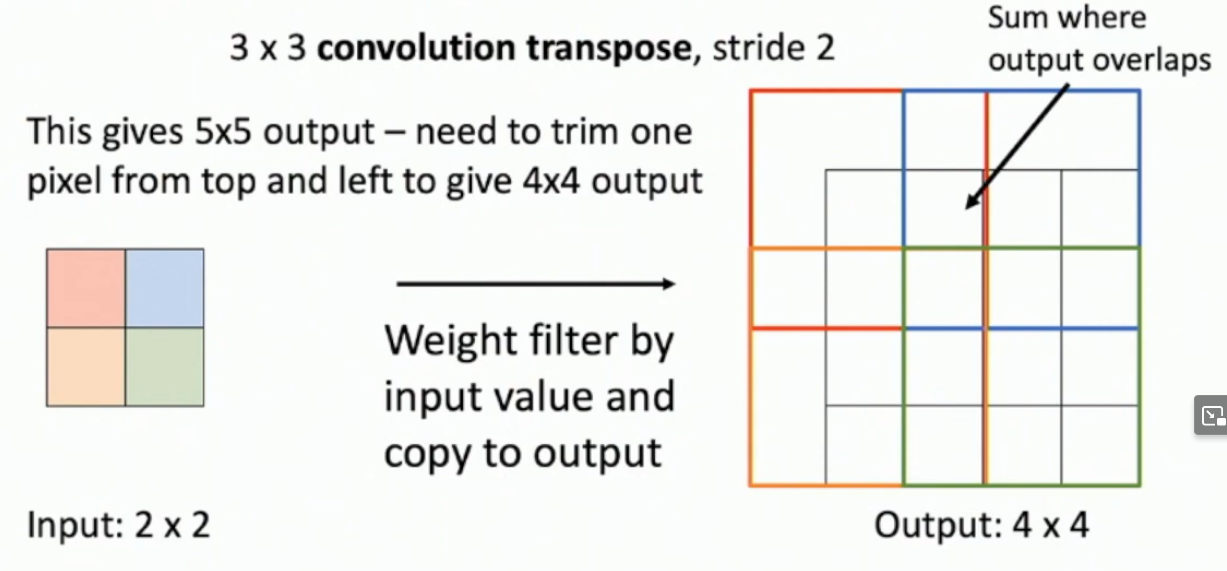 3 x 3 convolution transpose, stride 2
Sum where
output overlaps
This gives 5x5 output – need to trim one
pixel from top and left to give 4x4 output
Weight filter by
input value and
copy to output
Input: 2 x 2
Output: 4 x 4